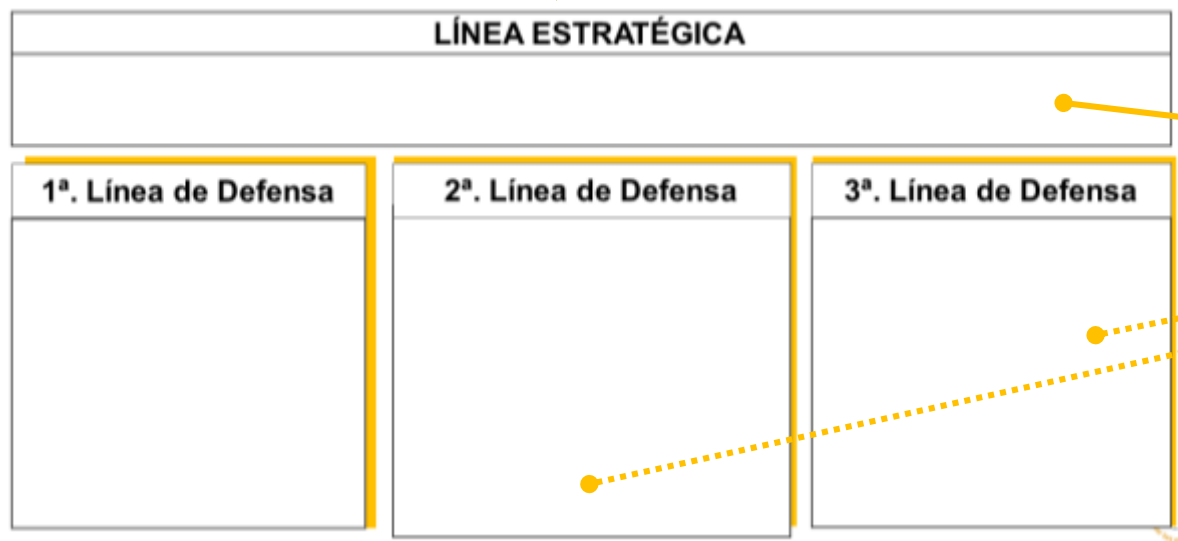 LÍNEA ESTRATÉGICA
1ª. Línea de Defensa
2ª. Línea de Defensa
3ª. Línea de Defensa